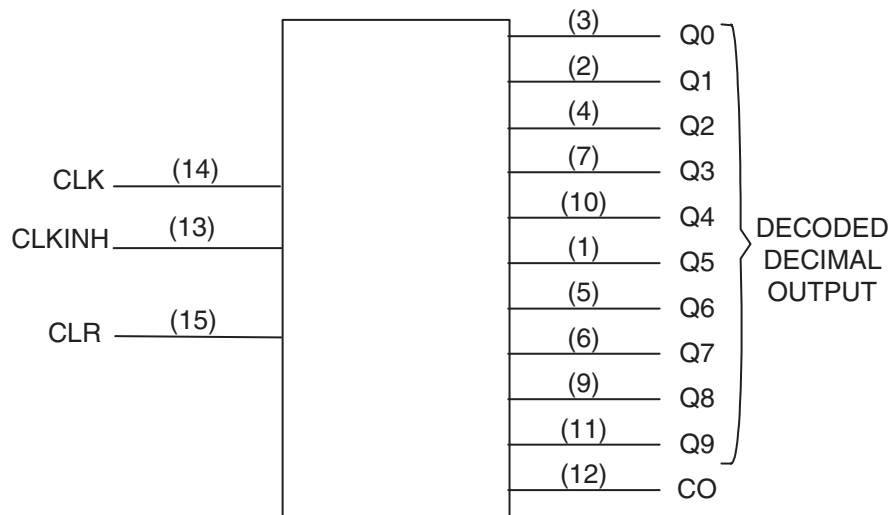 (3) Q0
(2) Q1
(4) Q2
(7) Q3
CLK (14)
(10) Q4
CLKINH (13)
(1) Q5
(5) Q6
CLR (15)
(6) Q7
(9) Q8
(11) Q9
(12) CO
DECODED
DECIMAL
OUTPUT